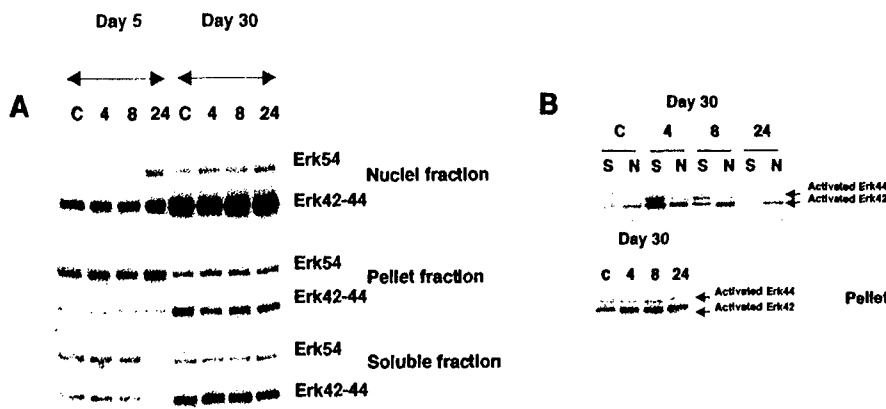 Day 5 Day 30
A
C 4 8 24 C 4 8 24
Erk54
Nuclei fraction
Erk42-44
Erk54
Pellet fraction
Erk42-44
Erk54
Soluble fraction
Erk42-44
B
Day 30
C 4 8 24
S N S N S N S N
Activated Erk44
Activated Erk42
Day 30
C 4 8 24
Activated Erk44
Activated Erk42
Pellet